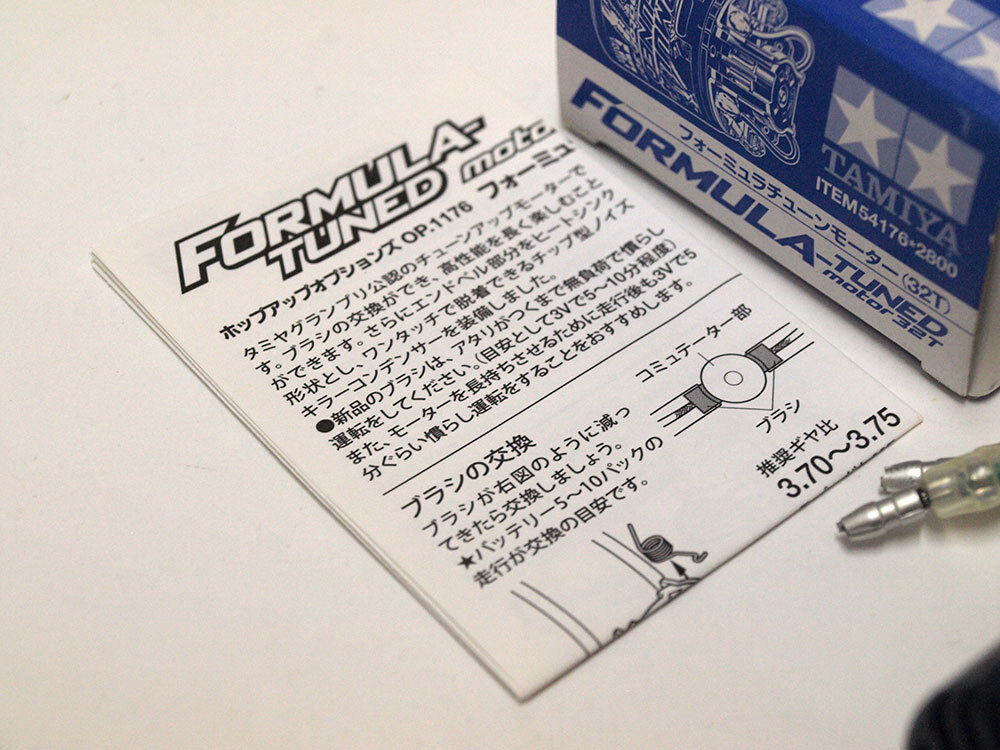 FORMULA-
TUNED moto
ホップアップオプションズ OP.1176 フォーミュ
タミヤグランプリ公認のチューンアップモーターで
す。ブラシの交換ができ、高性能を長く楽しむこと
ができます。さらにエンドベル部分をヒートシンク
形状とし、ワンタッチで脱着できるチップ型ノイズ
キラーコンデンサーを装備しました。
●新品のブラシは、アタリがつくまで無負荷で慣らし
運転をしてください。(目安として3Vで5〜10分程度)
また、モーターを長持ちさせるために走行後も3Vで5
分ぐらい慣らし運転をすることをおすすめします。
ブラシの交換
ブラシが右図のように減っ
てきたら交換しましょう。
★バッテリー5〜10パックの
走行が交換の目安です。
コミュテーター部
ブラシ
推奨ギヤ比
3.70〜3.75
フォーミュラチューンモーター(32T)
FORMULA-TUNED
motor 32T
TAMIYA
ITEM 54176*2800